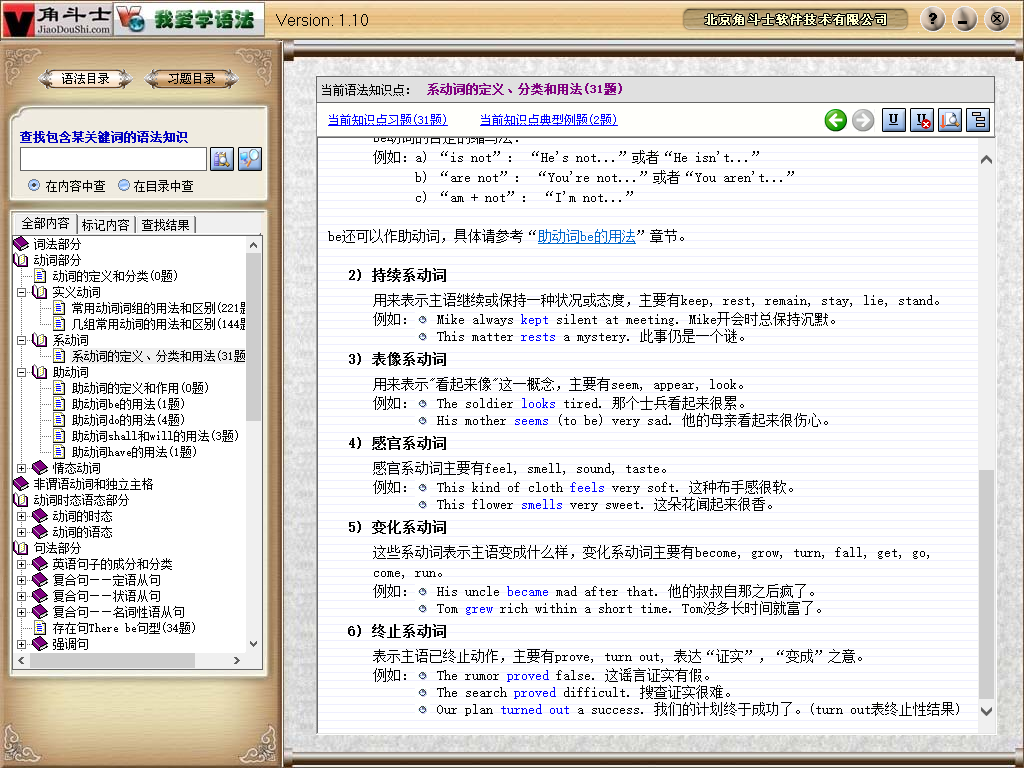 角斗士
JiaoDouShi.com
我爱学语法
Version: 1.10
北京角斗士软件技术有限公司
语法目录
习题目录
查找包含某关键词的语法知识
在内容中查
在目录中查
全部内容
标记内容
查找结果
词法部分
动词部分
动词的定义和分类(0题)
实义动词
常用动词词组的用法和区别(221
几组常用动词的用法和区别(144
系动词
系动词的定义、分类和用法(31题
助动词
助动词的定义和作用(0题)
助动词be的用法(1题)
助动词do的用法(4题)
助动词shall和will的用法(3题)
助动词have的用法(1题)
情态动词
非谓语动词和独立主格
动词时态语态部分
动词的时态
动词的语态
句法部分
英语句子的成分和分类
复合句——定语从句
复合句——状语从句
复合句——名词性语从句
存在句There be句型(34题)
强调句
当前语法知识点: 系动词的定义、分类和用法(31题)
当前知识点习题(31题)
当前知识点典型例题(2题)
例如: a) “is not”: “He's not...”或者“He isn't...”
b) “are not”: “You're not...”或者“You aren't...”
c) “am + not”: “I'm not...”
be还可以作助动词，具体请参考“助动词be的用法”章节。
2) 持续系动词
用来表示主语继续或保持一种状况或态度，主要有keep, rest, remain, stay, lie, stand。
例如: Mike always kept silent at meeting. Mike开会时总保持沉默。
This matter rests a mystery. 此事仍是一个谜。
3) 表像系动词
用来表示"看起来像"这一概念，主要有seem, appear, look。
例如: The soldier looks tired. 那个士兵看起来很累。
His mother seems (to be) very sad. 他的母亲看起来很伤心。
4) 感官系动词
感官系动词主要有feel, smell, sound, taste。
例如: This kind of cloth feels very soft. 这种布手感很软。
This flower smells very sweet. 这朵花闻起来很香。
5) 变化系动词
这些系动词表示主语变成什么样，变化系动词主要有become, grow, turn, fall, get, go,
come, run。
例如: His uncle became mad after that. 他的叔叔自那之后疯了。
Tom grew rich within a short time. Tom没多长时间就富了。
6) 终止系动词
表示主语已终止动作，主要有prove, turn out, 表达“证实”，“变成”之意。
例如: The rumor proved false. 这谣言证实有假。
The search proved difficult. 搜查证实很难。
Our plan turned out a success. 我们的计划终于成功了。(turn out表终止性结果)